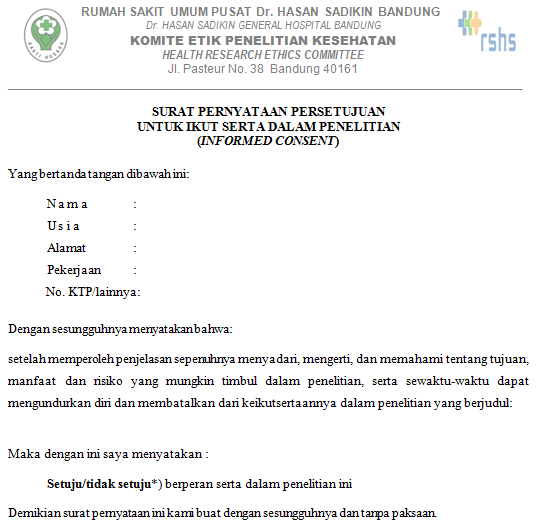 RUMAH SAKIT UMUM PUSAT Dr. HASAN SADIKIN BANDUNG
Dr. HASAN SADIKIN GENERAL HOSPITAL BANDUNG
KOMITE ETIK PENELITIAN KESEHATAN
HEALTH RESEARCH ETHICS COMMITTEE
Jl. Pasteur No. 38 Bandung 40161
BAKTI HUSADA
rshs
SURAT PERNYATAAN PERSETUJUAN
UNTUK IKUT SERTA DALAM PENELITIAN
(INFORMED CONSENT)
Yang bertanda tangan dibawah ini:
N a m a :
U s i a :
Alamat :
Pekerjaan :
No. KTP/lainnya:
Dengan sesungguhnya menyatakan bahwa:
setelah memperoleh penjelasan sepenuhnya menyadari, mengerti, dan memahami tentang tujuan,
manfaat dan risiko yang mungkin timbul dalam penelitian, serta sewaktu-waktu dapat
mengundurkan diri dan membatalkan dari keikutsertaannya dalam penelitian yang berjudul:
Maka dengan ini saya menyatakan :
Setuju/tidak setuju*) berperan serta dalam penelitian ini
Demikian surat pernyataan ini kami buat dengan sesungguhnya dan tanpa paksaan.